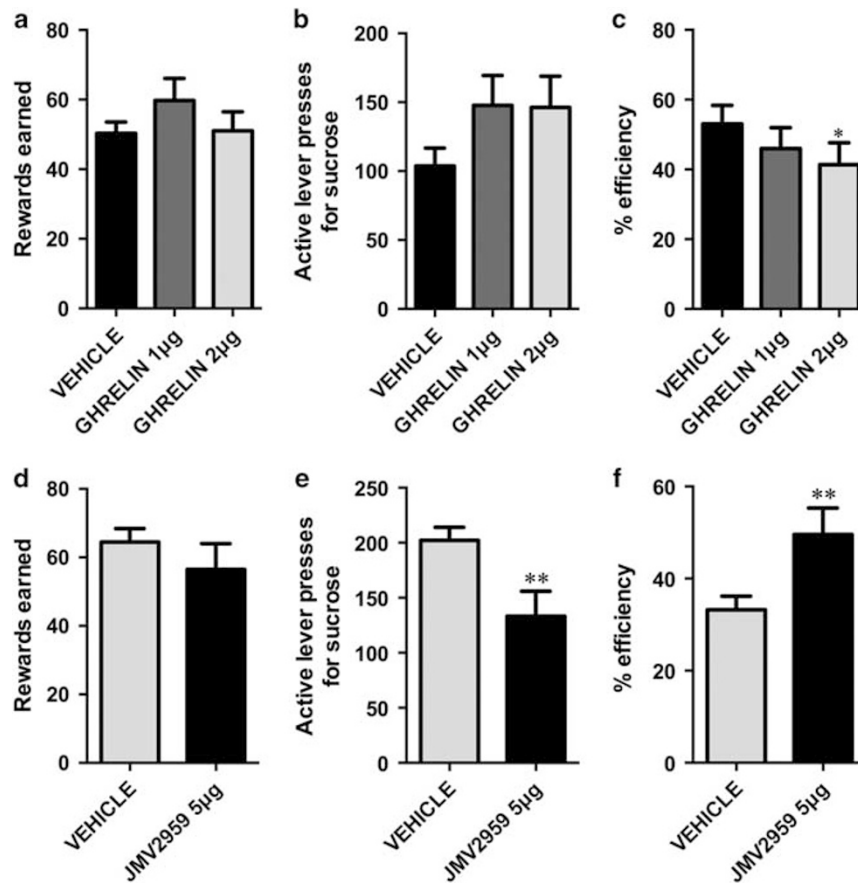 a
Rewards earned
80
60
40
20
0
VEHICLE
GHRELIN 1µg
GHRELIN 2µg
b
Active lever presses
for sucrose
200
150
100
50
0
VEHICLE
GHRELIN 1µg
GHRELIN 2µg
c
% efficiency
80
60
40
20
0
*
VEHICLE
GHRELIN 1µg
GHRELIN 2µg
d
Rewards earned
80
60
40
20
0
VEHICLE
JMV2959 5µg
e
Active lever presses
for sucrose
250
200
150
100
50
0
**
VEHICLE
JMV2959 5µg
f
% efficiency
60
40
20
0
**
VEHICLE
JMV2959 5µg